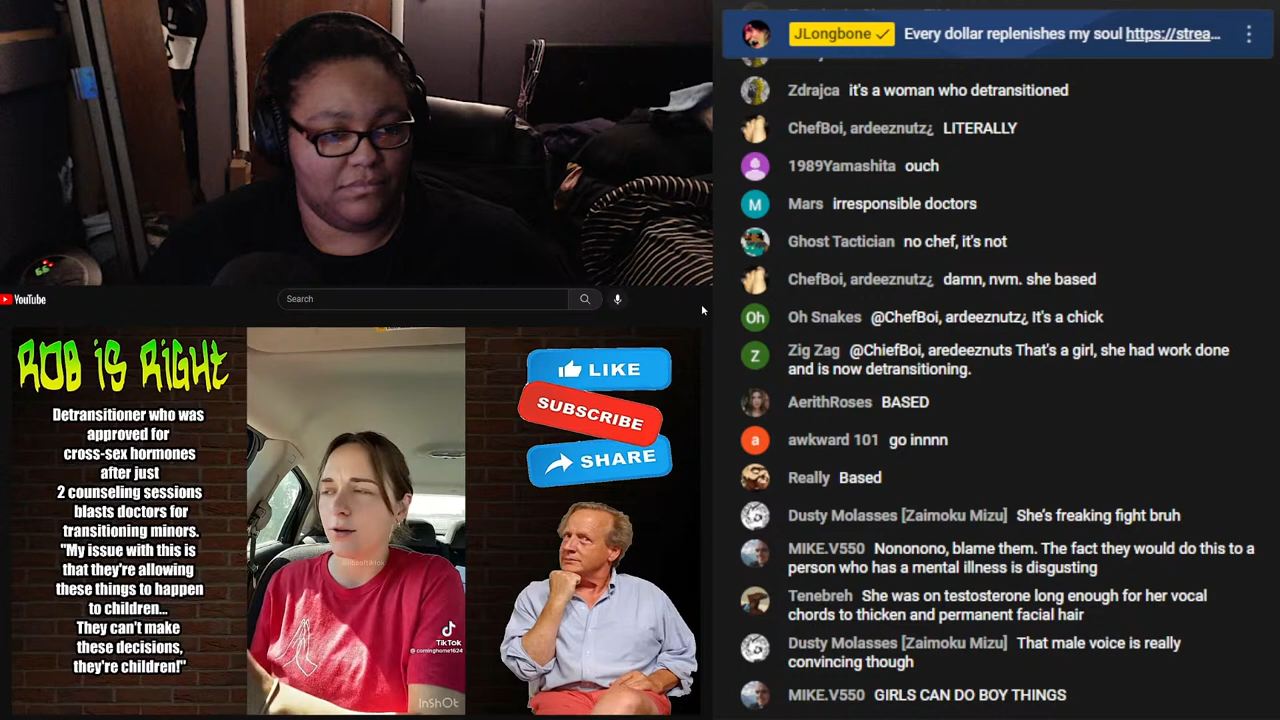 JLongbone Every dollar replenishes my soul https://strea...
Zdrajca it's a woman who detransitioned
ChefBoi, ardeeznutz¿ LITERALLY
1989Yamashita ouch
M Mars irresponsible doctors
Ghost Tactician no chef, it's not
ChefBoi, ardeeznutz¿ damn, nvm. she based
Oh Oh Snakes @ChefBoi, ardeeznutz¿ It's a chick
Z Zig Zag @ChiefBoi, aredeeznuts That's a girl, she had work done
and is now detransitioning.
AerithRoses BASED
a awkward 101 go innnn
Really Based
Dusty Molasses [Zaimoku Mizu] She's freaking fight bruh
MIKE.V550 Nononono, blame them. The fact they would do this to a
person who has a mental illness is disgusting
Tenebreh She was on testosterone long enough for her vocal
chords to thicken and permanent facial hair
Dusty Molasses [Zaimoku Mizu] That male voice is really
convincing though
MIKE.V550 GIRLS CAN DO BOY THINGS
YouTube
Search
ROB iS RiGHt
Detransitioner who was
approved for
cross-sex hormones
after just
2 counseling sessions
blasts doctors for
transitioning minors.
"My issue with this is
that they're allowing
these things to happen
to children...
They can't make
these decisions,
they're children!"
TikTok
@cominghome1624
InShOt
LIKE
SUBSCRIBE
SHARE